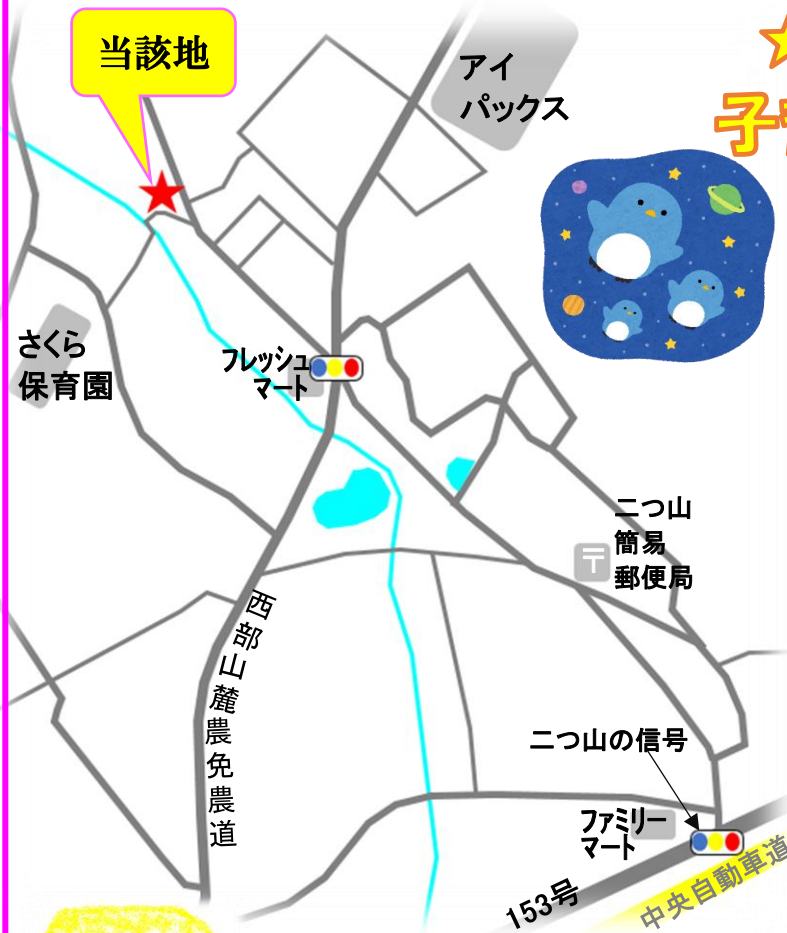 当該地
アイ
パックス
子
さくら
保育園
フレッシュ
マート
二つ山
簡易
郵便局
〒
西部山麓農免農道
二つ山の信号
ファミリー
マート
153号
中央自動車道